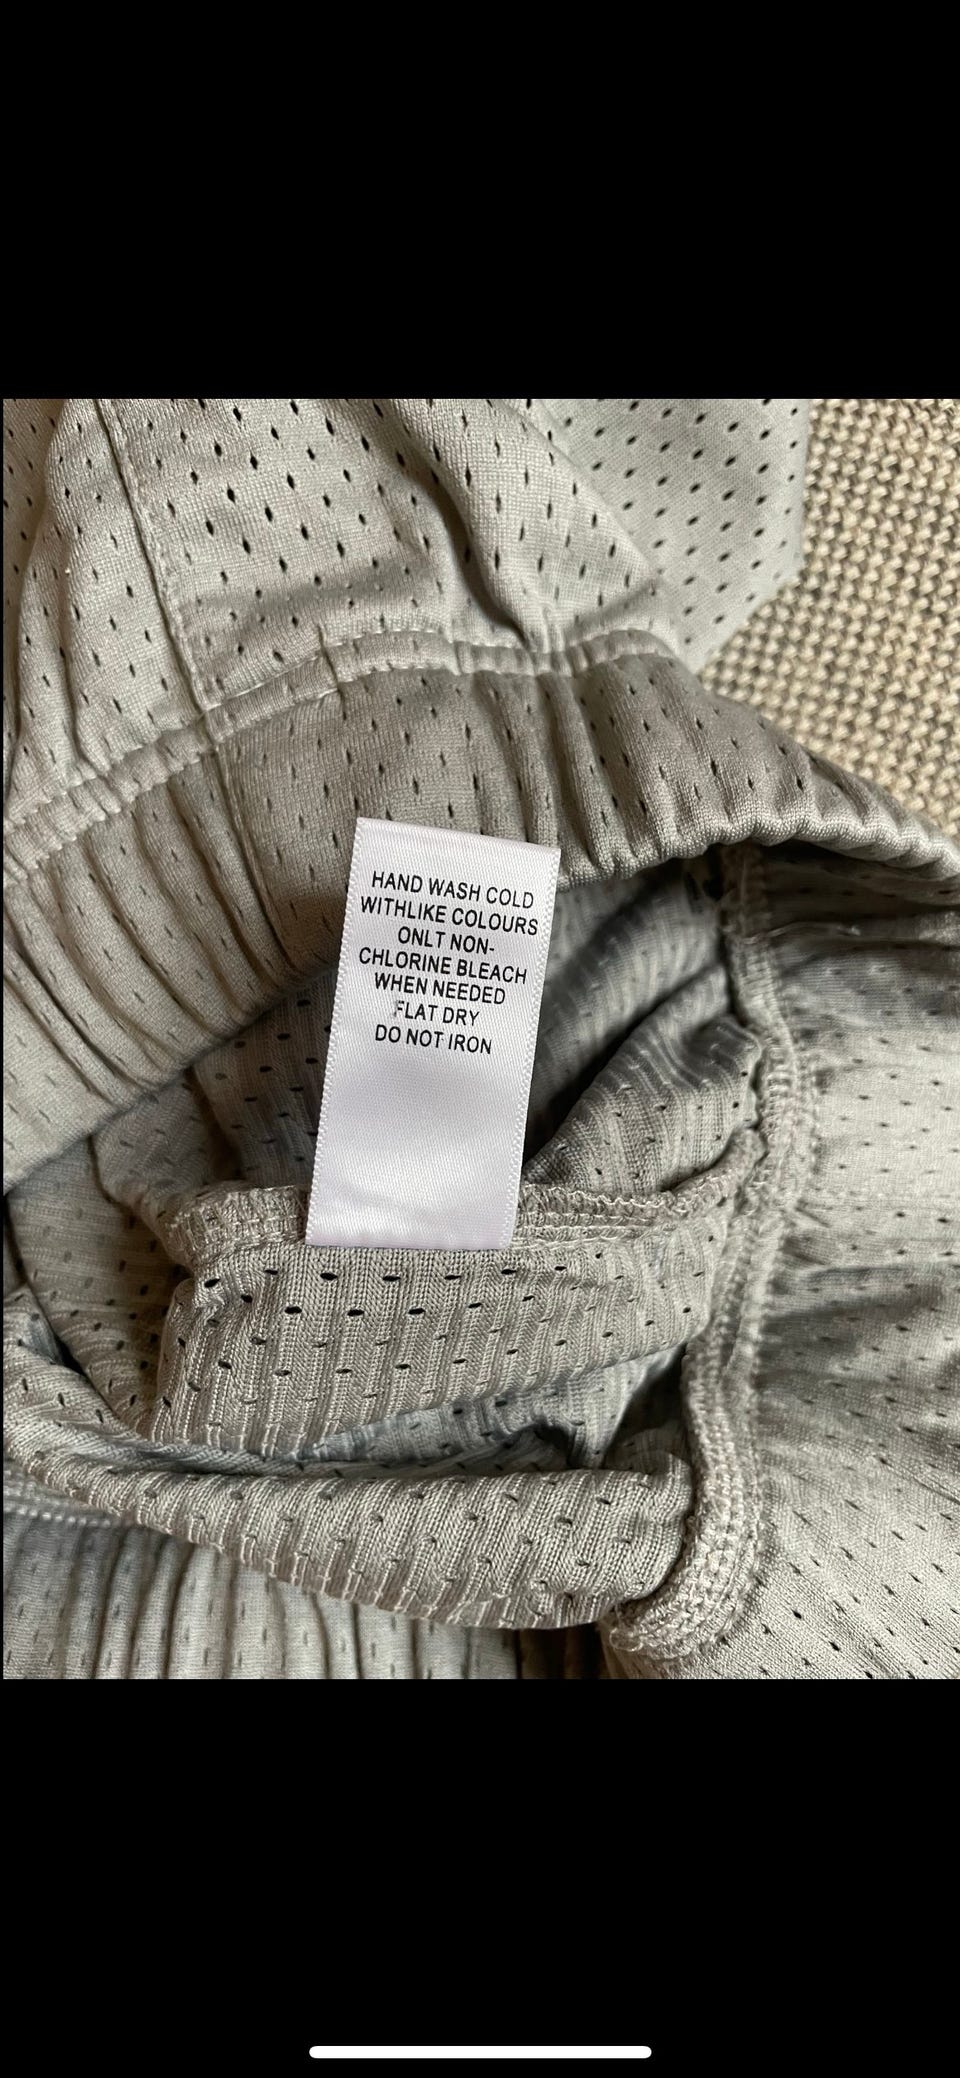 HAND WASH COLD
WITHLIKE COLOURS
ONLT NON-
CHLORINE BLEACH
WHEN NEEDED
FLAT DRY
DO NOT IRON